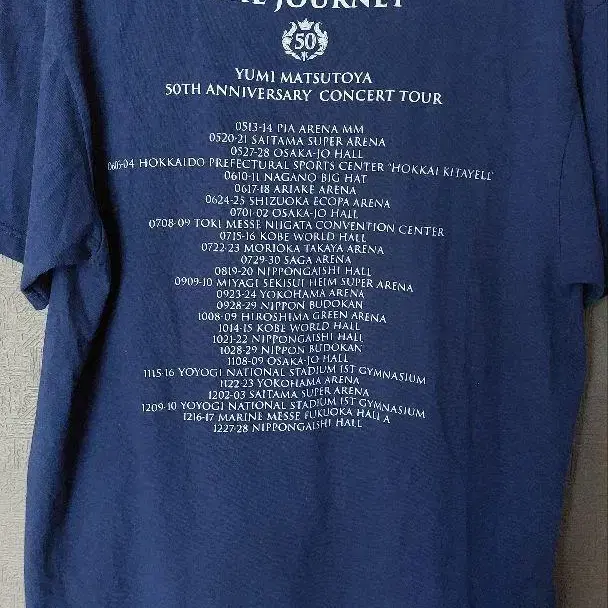 JOURNEY
50
YUMI MATSUTOYA
50TH ANNIVERSARY CONCERT TOUR
0513-14 PIA ARENA MM
0520-21 SAITAMA SUPER ARENA
0527-28 OSAKA-JO HALL
0603-04 HOKKAIDO PREFECTURAL SPORTS CENTER "HOKKAI KITAYELL"
0610-11 NAGANO BIG HAT
0617-18 ARIAKE ARENA
0624-25 SHIZUOKA ECOPA ARENA
0701-02 OSAKA-JO HALL
0708-09 TOKI MESSE NIIGATA CONVENTION CENTER
0715-16 KOBE WORLD HALL
0722-23 MORIOKA TAKAYA ARENA
0729-30 SAGA ARENA
0819-20 NIPPONGAISHI HALL
0909-10 MIYAGI SEKISUI HEIM SUPER ARENA
0923-24 YOKOHAMA ARENA
0928-29 NIPPON BUDOKAN
1008-09 HIROSHIMA GREEN ARENA
1014-15 KOBE WORLD HALL
1021-22 NIPPONGAISHI HALL
1028-29 NIPPON BUDOKAN
1108-09 OSAKA-JO HALL
1115-16 YOYOGI NATIONAL STADIUM 1ST GYMNASIUM
1122-23 YOKOHAMA ARENA
1202-03 SAITAMA SUPER ARENA
1209-10 YOYOGI NATIONAL STADIUM 1ST GYMNASIUM
1216-17 MARINE MESSE FUKUOKA HALL A
1227-28 NIPPONGAISHI HALL